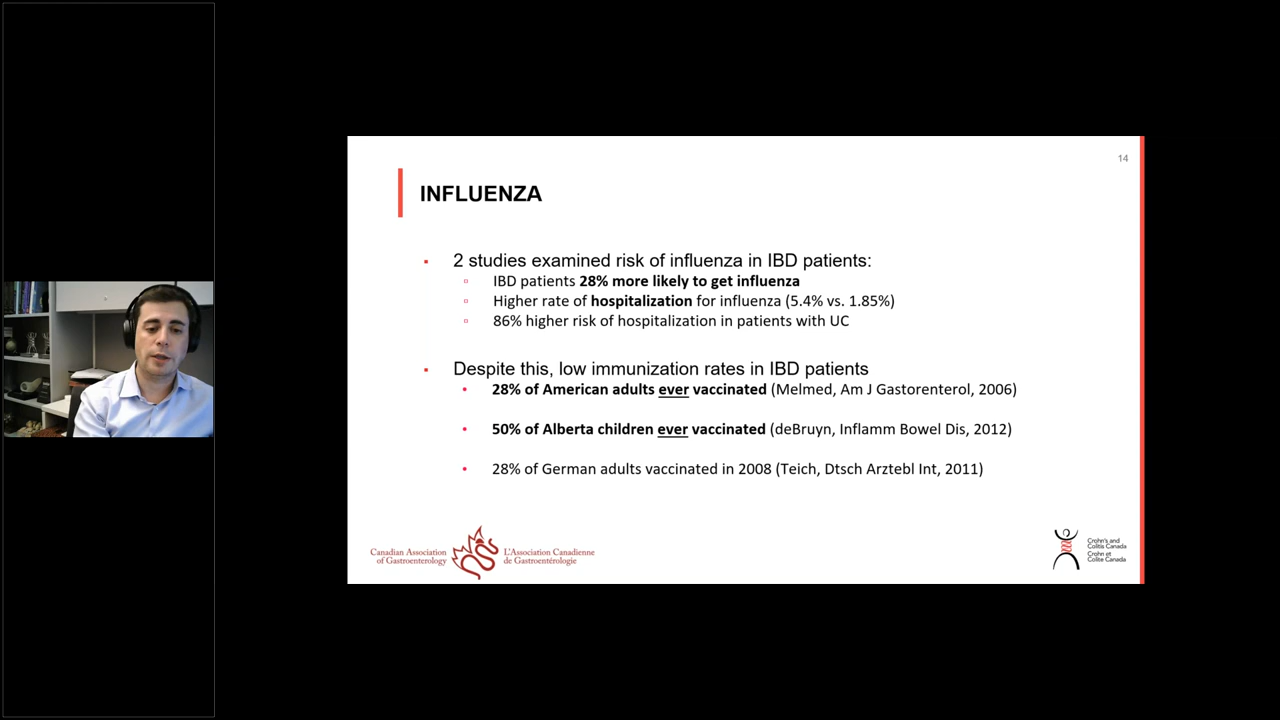 14
INFLUENZA
▪ 2 studies examined risk of influenza in IBD patients:
▫ IBD patients 28% more likely to get influenza
▫ Higher rate of hospitalization for influenza (5.4% vs. 1.85%)
▫ 86% higher risk of hospitalization in patients with UC
▪ Despite this, low immunization rates in IBD patients
• 28% of American adults ever vaccinated (Melmed, Am J Gastorenterol, 2006)
• 50% of Alberta children ever vaccinated (deBruyn, Inflamm Bowel Dis, 2012)
• 28% of German adults vaccinated in 2008 (Teich, Dtsch Arztebl Int, 2011)
Canadian Association
of Gastroenterology
L'Association Canadienne
de Gastroentérologie
Crohn's and
Colitis Canada
Crohn et
Colite Canada